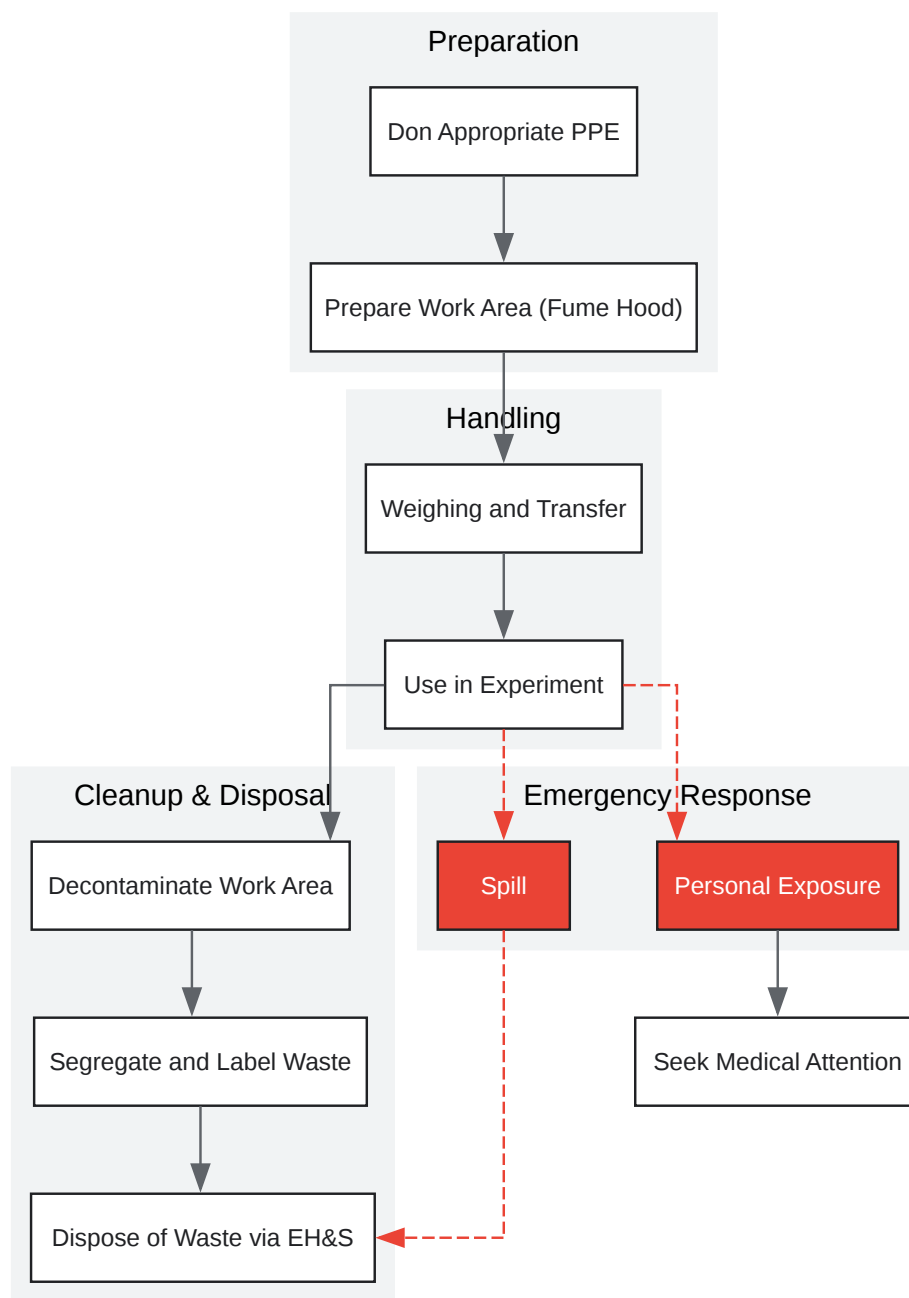 Preparation
Don Appropriate PPE
Prepare Work Area (Fume Hood)
Handling
Weighing and Transfer
Use in Experiment
Cleanup & Disposal
Emergency Response
Decontaminate Work Area
Spill
Personal Exposure
Segregate and Label Waste
Seek Medical Attention
Dispose of Waste via EH&S